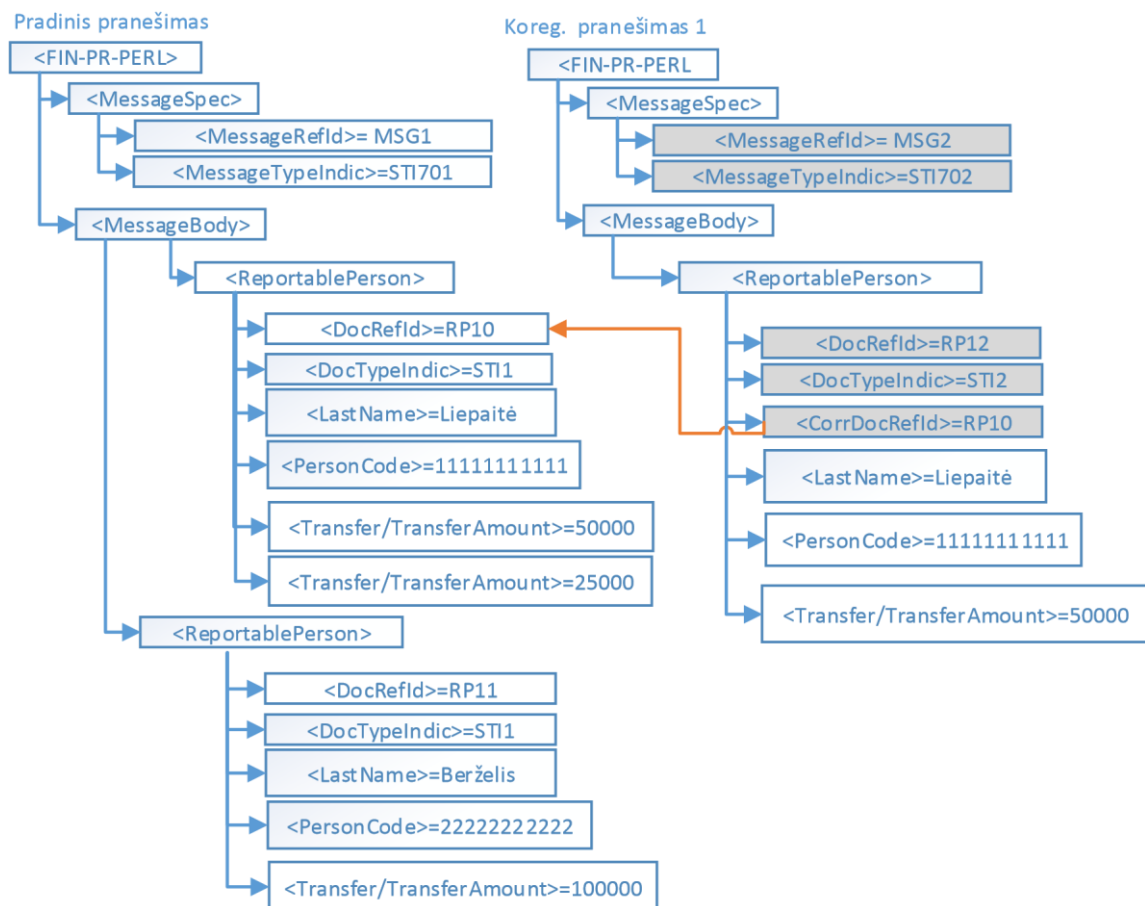 Pradinis pranešimas
<FIN-PR-PERL>
<MessageSpec>
<MessageRefId>= MSG1
<MessageTypeIndic>=STI701
<MessageBody>
<ReportablePerson>
<DocRefId>=RP10
<DocTypeIndic>=STI1
<LastName>=Liepaitė
<PersonCode>=11111111111
<Transfer/TransferAmount>=50000
<Transfer/TransferAmount>=25000
<ReportablePerson>
<DocRefId>=RP11
<DocTypeIndic>=STI1
<LastName>=Berželis
<PersonCode>=22222222222
<Transfer/TransferAmount>=100000
Koreg. pranešimas 1
<FIN-PR-PERL
<MessageSpec>
<MessageRefId>= MSG2
<MessageTypeIndic>=STI702
<MessageBody>
<ReportablePerson>
<DocRefId>=RP12
<DocTypeIndic>=STI2
<CorrDocRefId>=RP10
<LastName>=Liepaitė
<PersonCode>=11111111111
<Transfer/TransferAmount>=50000